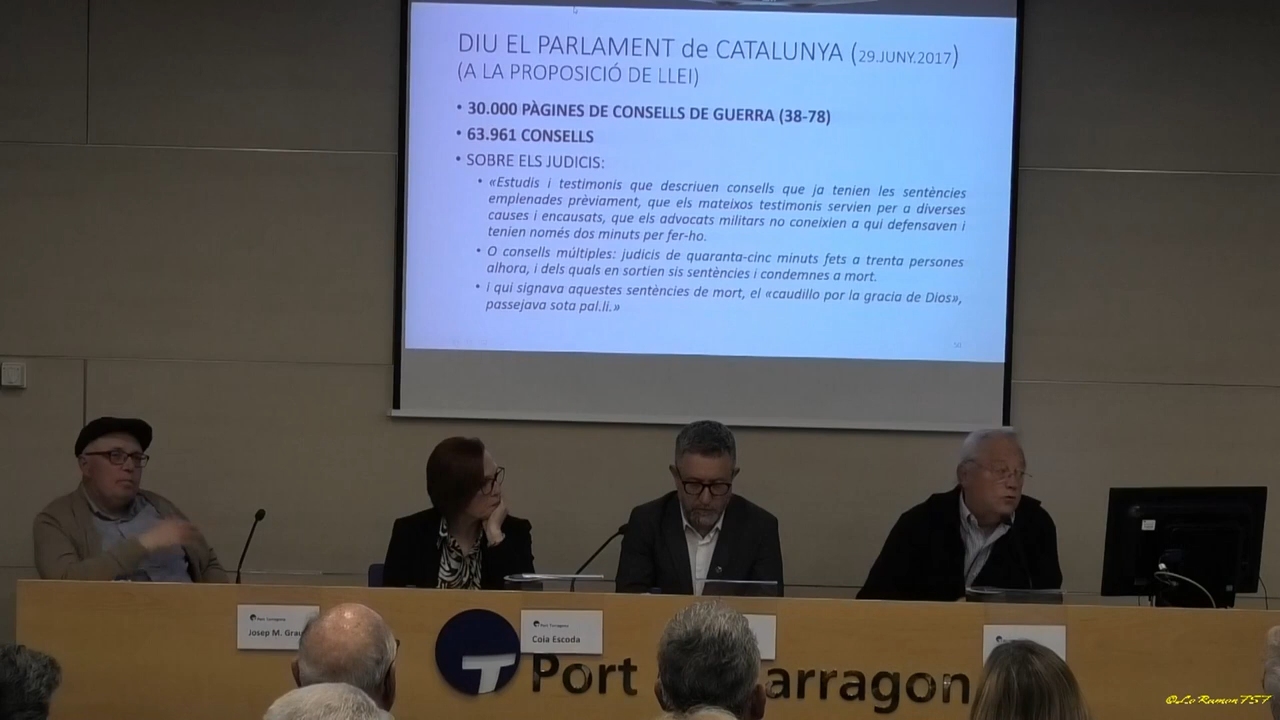 DIU EL PARLAMENT de CATALUNYA (29.JUNY.2017)
(A LA PROPOSICIÓ DE LLEI)
• 30.000 PÀGINES DE CONSELLS DE GUERRA (38-78)
• 63.961 CONSELLS
• SOBRE ELS JUDICIS:
• «Estudis i testimonis que descriuen consells que ja tenien les sentències
emplenades prèviament, que els mateixos testimonis servien per a diverses
causes i encausats, que els advocats militars no coneixien a qui defensaven i
tenien només dos minuts per fer-ho.
• O consells múltiples: judicis de quaranta-cinc minuts fets a trenta persones
alhora, i dels quals en sortien sis sentències i condemnes a mort.
• i qui signava aquestes sentències de mort, el «caudillo por la gracia de Dios»,
passejava sota pal.li.»
Port Tarragona
Josep M. Grau
Port Tarragona
Coia Escoda
Port arragon
©Lo Ramon757